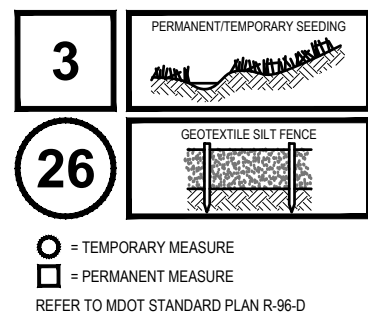 3
PERMANENT/TEMPORARY SEEDING
26
GEOTEXTILE SILT FENCE
= TEMPORARY MEASURE
= PERMANENT MEASURE
REFER TO MDOT STANDARD PLAN R-96-D